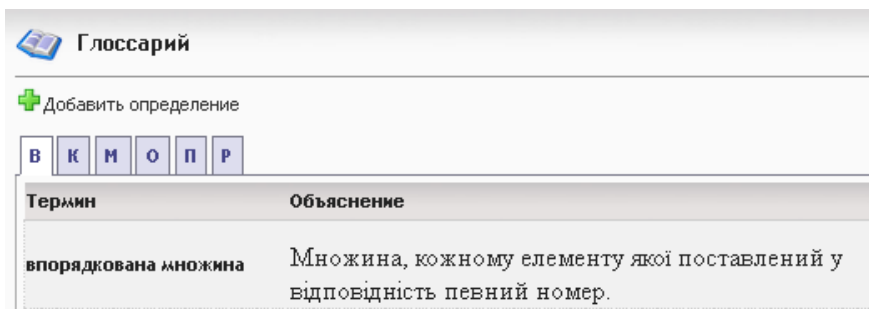 Глоссарий
Добавить определение
В К М О П Р
Термин Объяснение
впорядкована множина Множина, кожному елементу якої поставлений у
відповідність певний номер.